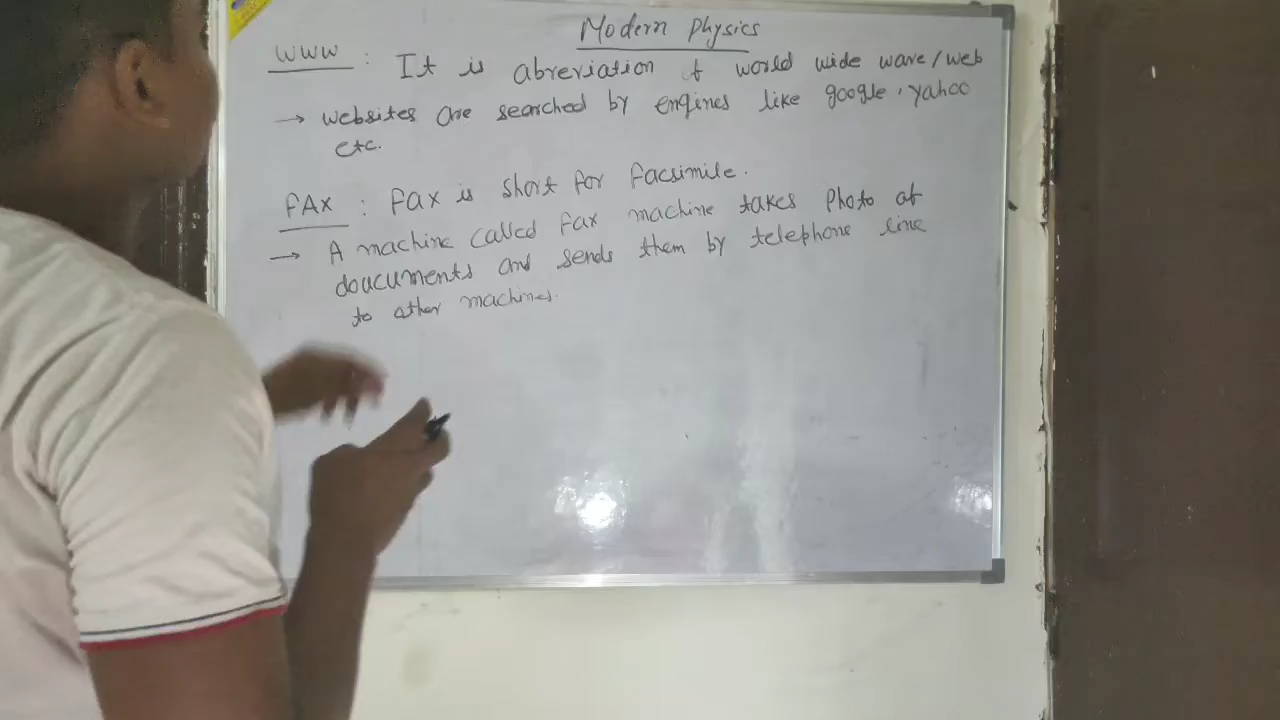 Modern Physics
WWW : It is abreviation of world wide wave/web
→ websites are searched by engines like google, yahoo
etc.
FAX : Fax is short for facsimile.
→ A machine called fax machine takes photo of
doucuments and sends them by telephone line
to other machines.